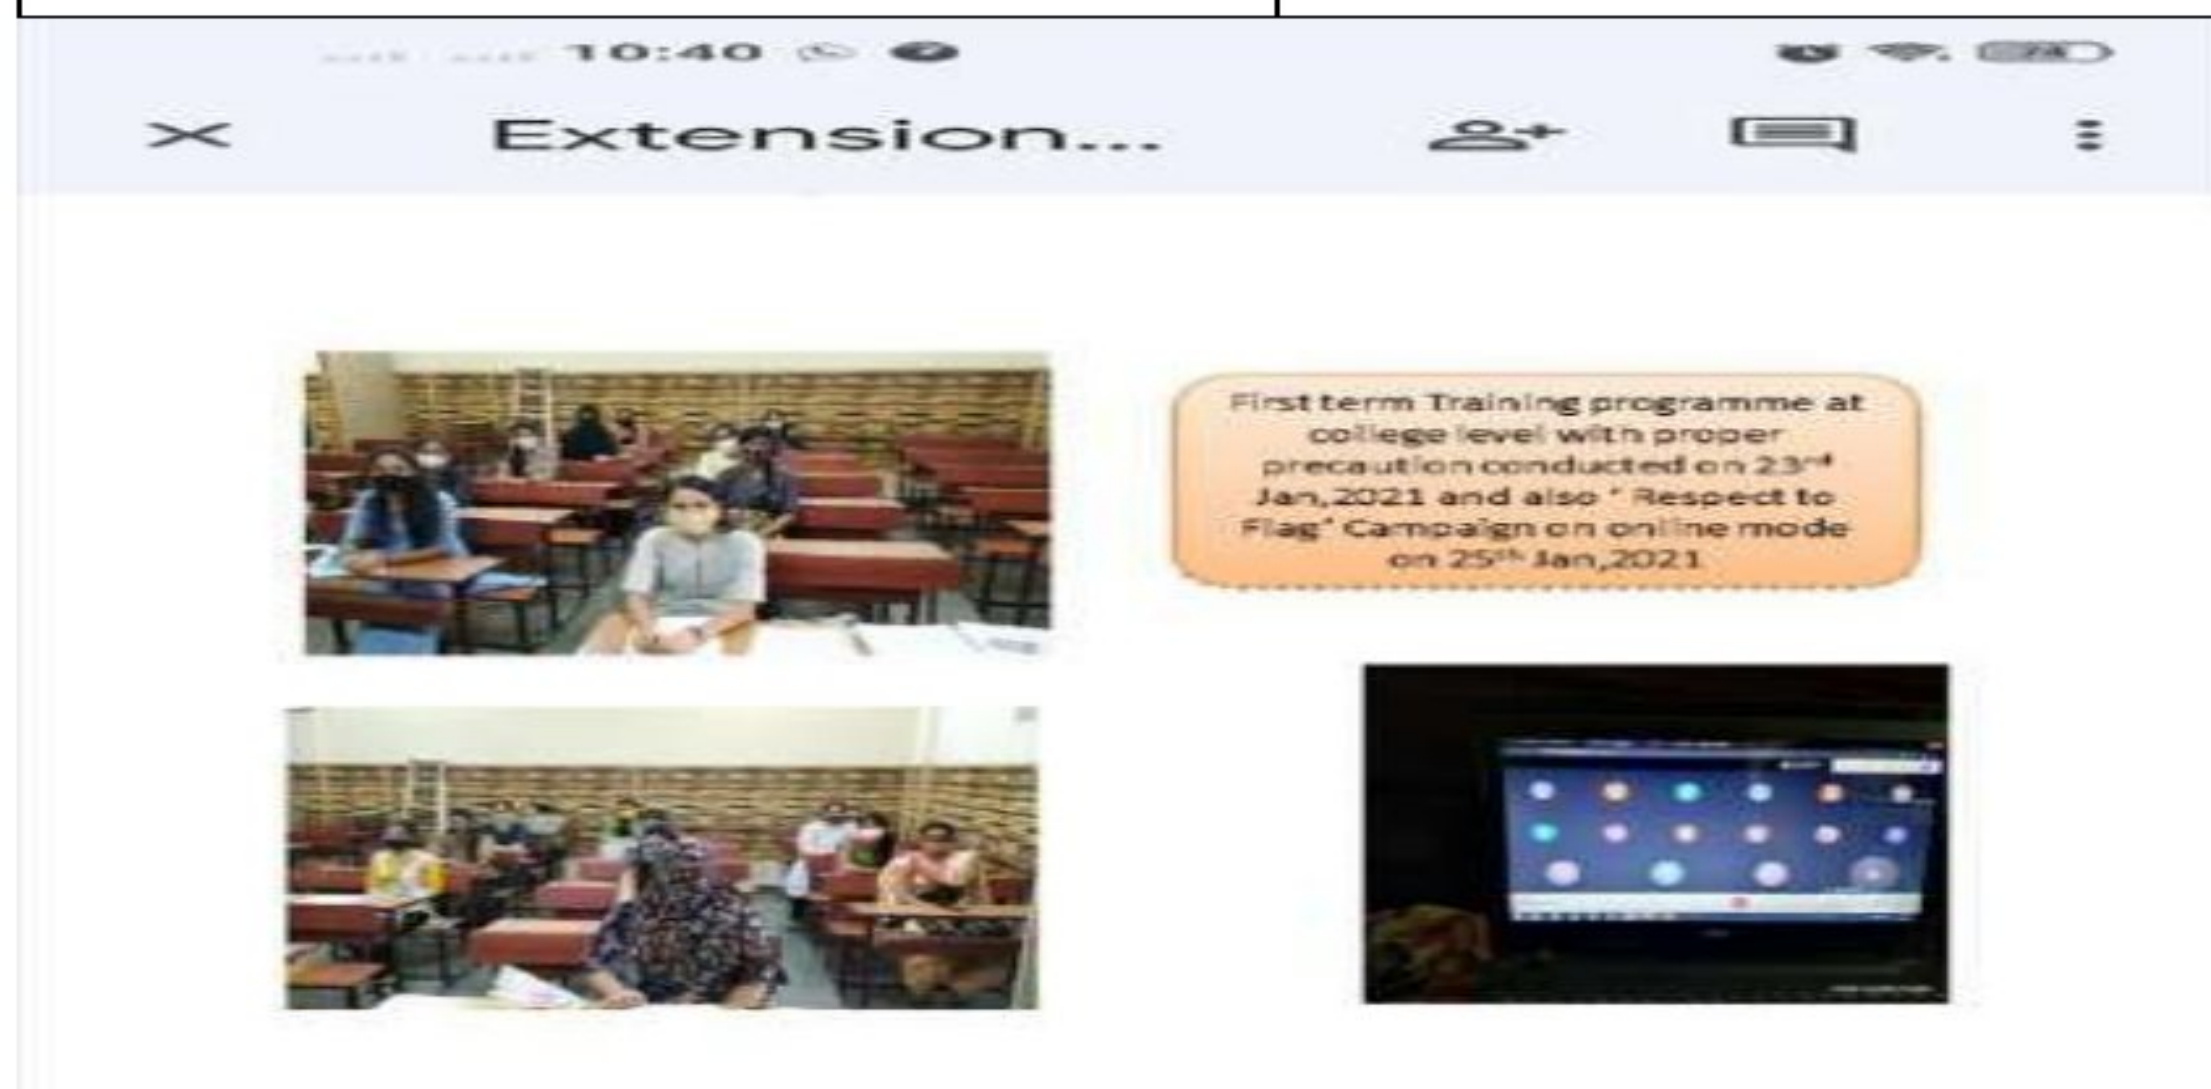 10:40
Extension...
First term Training programme at
college level with proper
precaution conducted on 23rd
Jan,2021 and also ' Respect to
Flag' Campaign on online mode
on 25th Jan,2021